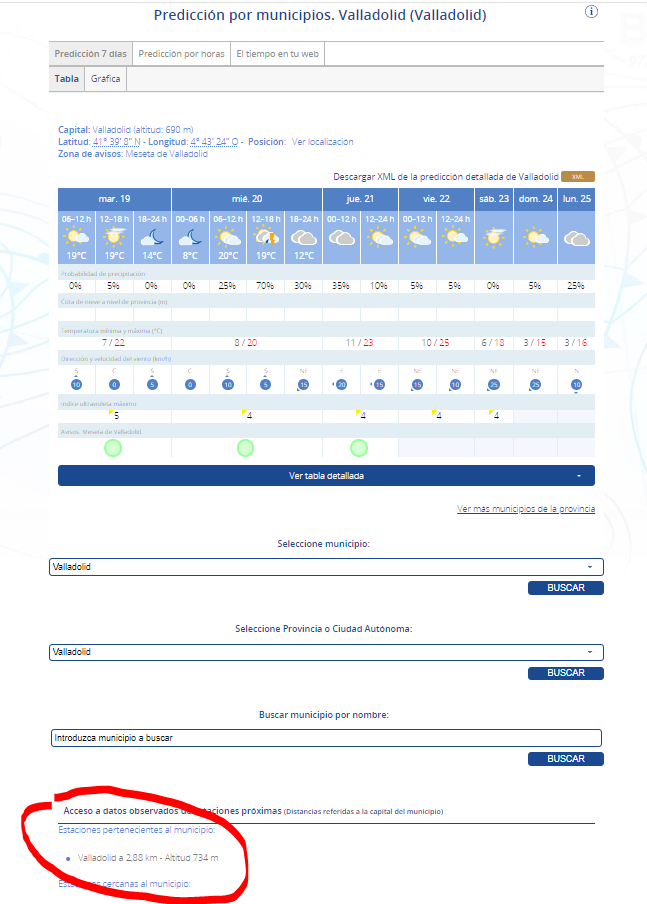 Predicción por municipios. Valladolid (Valladolid)
Predicción 7 días Predicción por horas El tiempo en tu web
Tabla Gráfica
Capital: Valladolid (altitud: 690 m)
Latitud: 41° 39' 8'' N - Longitud: 4° 43' 24'' O - Posición: Ver localización
Zona de avisos: Meseta de Valladolid
Descargar XML de la predicción detallada de Valladolid XML
mar. 19 mié. 20 jue. 21 vie. 22 sáb. 23 dom. 24 lun. 25
06–12 h 12–18 h 18–24 h 00–06 h 06–12 h 12–18 h 18–24 h 00–12 h 12–24 h 00–12 h 12–24 h
19°C 19°C 14°C 8°C 20°C 19°C 12°C
Probabilidad de precipitación
0% 5% 0% 0% 25% 70% 30% 35% 10% 5% 5% 0% 5% 25%
Cota de nieve a nivel de provincia (m)
Temperatura mínima y máxima (°C)
7 / 22 8 / 20 11 / 23 10 / 25 6 / 18 3 / 15 3 / 16
Dirección y velocidad del viento (km/h)
S C S C S S NE E E NE NE NE NE N
10 0 5 0 10 5 15 20 15 15 10 25 25 10
Indice ultravioleta máximo
5 4 4 4 4
Avisos. Meseta de Valladolid
Ver tabla detallada
Ver más municipios de la provincia
Seleccione municipio:
Valladolid
BUSCAR
Seleccione Provincia o Ciudad Autónoma:
Valladolid
BUSCAR
Buscar municipio por nombre:
Introduzca municipio a buscar
BUSCAR
Acceso a datos observados de estaciones próximas (Distancias referidas a la capital del municipio)
Estaciones pertenecientes al municipio:
Valladolid a 2.88 km - Altitud 734 m
Estaciones cercanas al municipio: